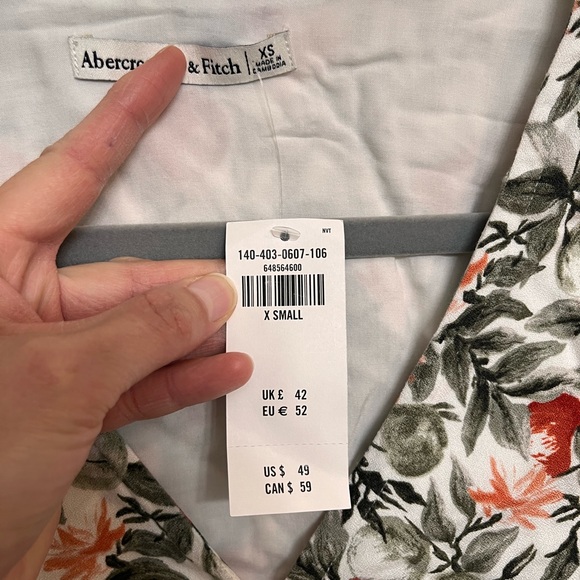 Aberc & Fitch
XS
MADE IN
CAMBODIA
NVT
140-403-0607-106
648564600
X SMALL
UK £ 42
EU € 52
US $ 49
CAN $ 59